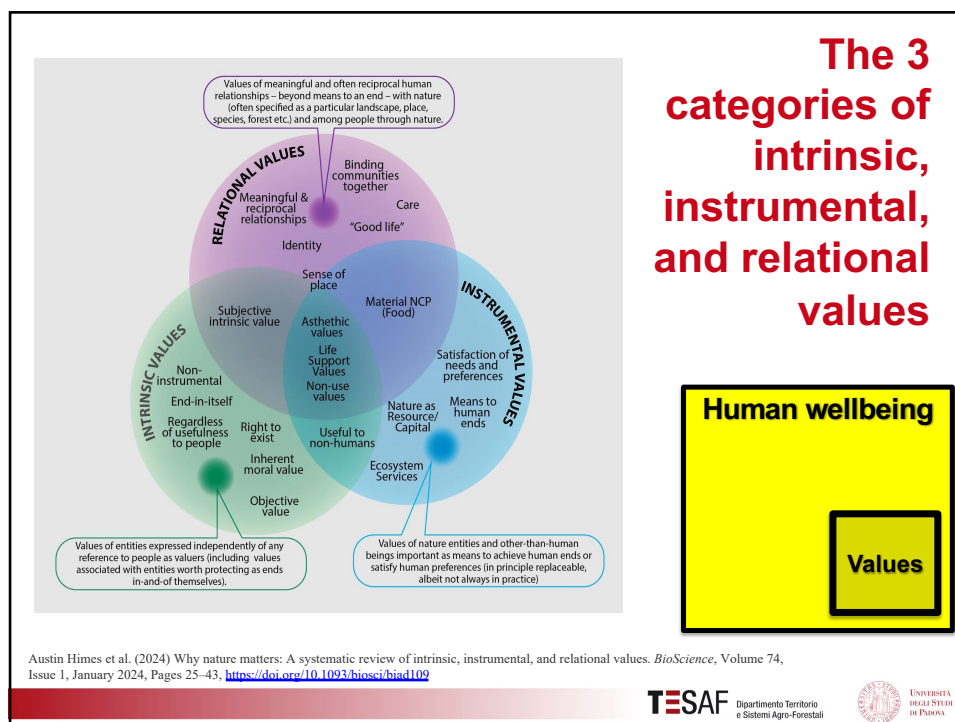 The 3
categories of
intrinsic,
instrumental,
and relational
values
Values of meaningful and often reciprocal human
relationships – beyond means to an end – with nature
(often specified as a particular landscape, place,
species, forest etc.) and among people through nature.
RELATIONAL VALUES
Binding
communities
together
Meaningful &
reciprocal
relationships
Care
"Good life"
Identity
Sense of
place
INSTRUMENTAL VALUES
Material NCP
(Food)
Subjective
intrinsic value
Asthethic
values
Life
Support
Values
Non-use
values
INTRINSIC VALUES
Non-
instrumental
End-in-itself
Regardless
of usefulness
to people
Right to
exist
Inherent
moral value
Objective
value
Useful to
non-humans
Satisfaction of
needs and
preferences
Nature as
Resource/
Capital
Means to
human
ends
Ecosystem
Services
Values of entities expressed independently of any
reference to people as valuers (including values
associated with entities worth protecting as ends
in-and-of themselves).
Values of nature entities and other-than-human
beings important as means to achieve human ends or
satisfy human preferences (in principle replaceable,
albeit not always in practice)
Human wellbeing
Values
Austin Himes et al. (2024) Why nature matters: A systematic review of intrinsic, instrumental, and relational values. BioScience, Volume 74,
Issue 1, January 2024, Pages 25–43, https://doi.org/10.1093/biosci/biad109
TESAF
Dipartimento Territorio
e Sistemi Agro-Forestali
UNIVERSITÀ
DEGLI STUDI
DI PADOVA